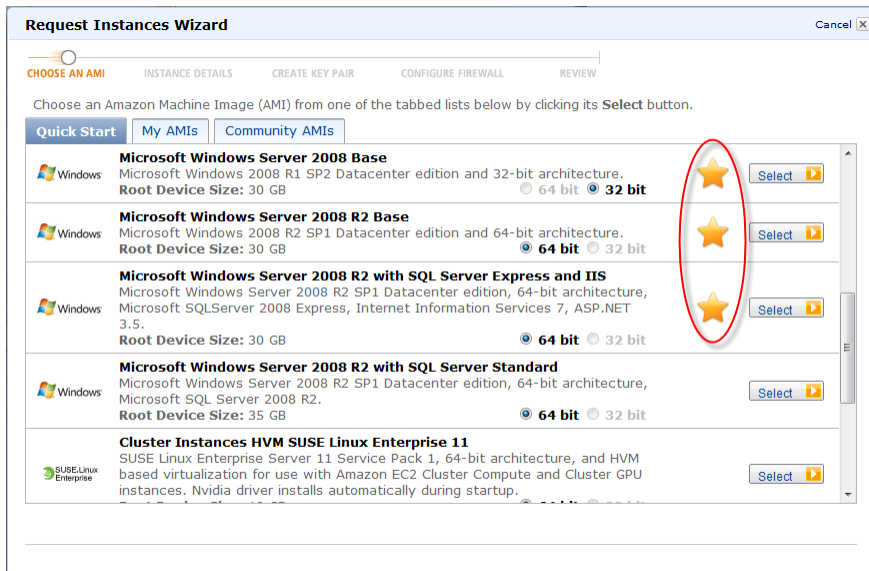 Request Instances Wizard
Cancel
CHOOSE AN AMI INSTANCE DETAILS CREATE KEY PAIR CONFIGURE FIREWALL REVIEW
Choose an Amazon Machine Image (AMI) from one of the tabbed lists below by clicking its Select button.
Quick Start My AMIs Community AMIs
Windows
Microsoft Windows Server 2008 Base
Microsoft Windows 2008 R1 SP2 Datacenter edition and 32-bit architecture.
Root Device Size: 30 GB 64 bit 32 bit
Select
Windows
Microsoft Windows Server 2008 R2 Base
Microsoft Windows 2008 R2 SP1 Datacenter edition and 64-bit architecture.
Root Device Size: 30 GB 64 bit 32 bit
Select
Windows
Microsoft Windows Server 2008 R2 with SQL Server Express and IIS
Microsoft Windows Server 2008 R2 SP1 Datacenter edition, 64-bit architecture,
Microsoft SQLServer 2008 Express, Internet Information Services 7, ASP.NET
3.5.
Root Device Size: 30 GB 64 bit 32 bit
Select
Windows
Microsoft Windows Server 2008 R2 with SQL Server Standard
Microsoft Windows Server 2008 R2 SP1 Datacenter edition, 64-bit architecture,
Microsoft SQL Server 2008 R2.
Root Device Size: 35 GB 64 bit 32 bit
Select
SUSE.Linux
Enterprise
Cluster Instances HVM SUSE Linux Enterprise 11
SUSE Linux Enterprise Server 11 Service Pack 1, 64-bit architecture, and HVM
based virtualization for use with Amazon EC2 Cluster Compute and Cluster GPU
instances. Nvidia driver installs automatically during startup.
Select